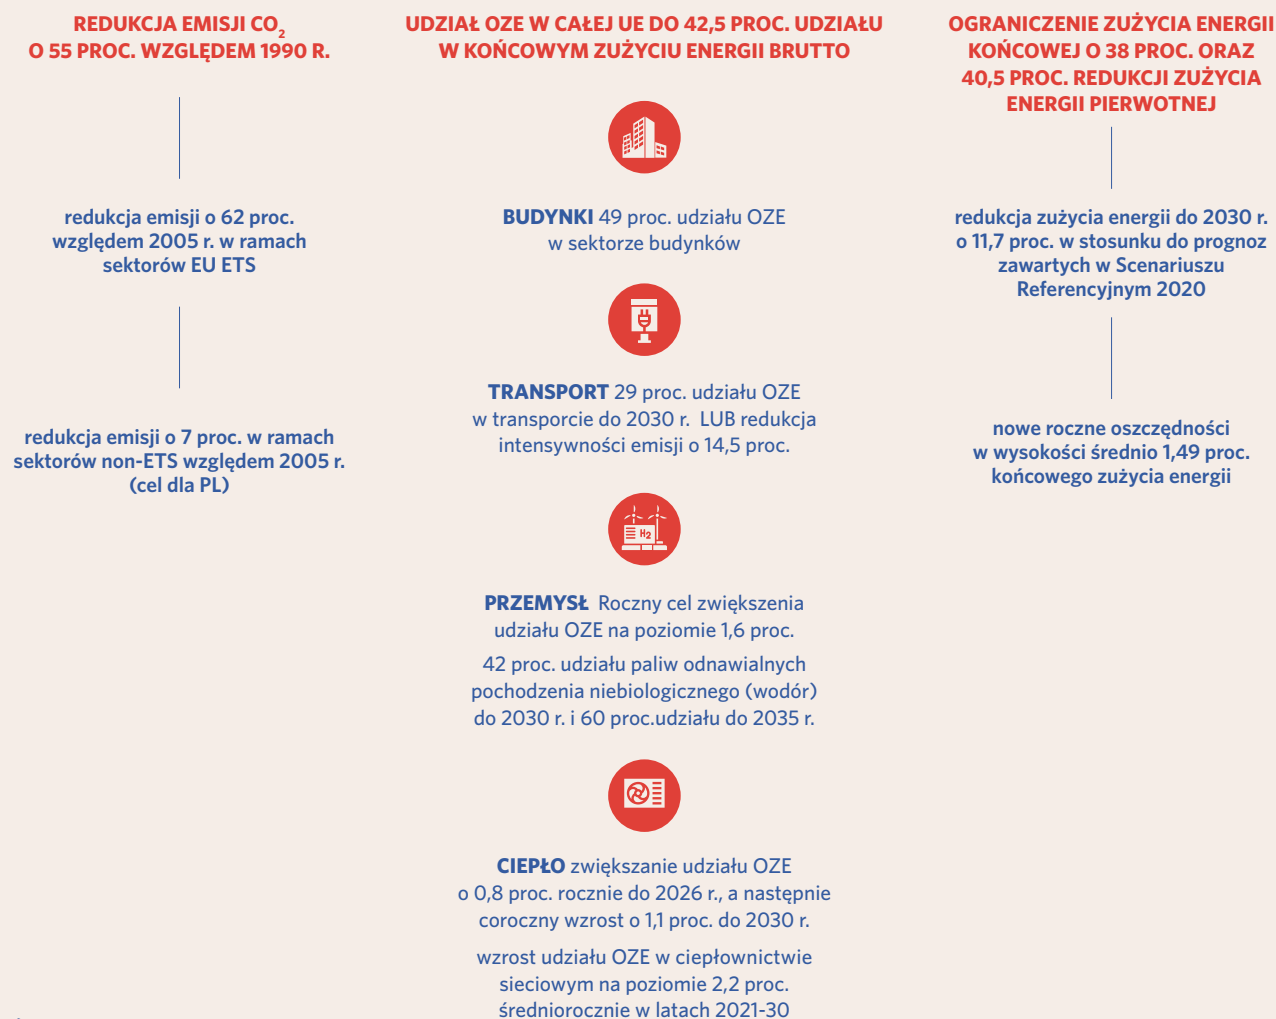 REDUKCJA EMISJI CO2
O 55 PROC. WZGLĘDEM 1990 R.
redukcja emisji o 62 proc.
względem 2005 r. w ramach
sektorów EU ETS
redukcja emisji o 7 proc. w ramach
sektorów non-ETS względem 2005 r.
(cel dla PL)
UDZIAŁ OZE W CAŁEJ UE DO 42,5 PROC. UDZIAŁU
W KOŃCOWYM ZUŻYCIU ENERGII BRUTTO
BUDYNKI 49 proc. udziału OZE
w sektorze budynków
TRANSPORT 29 proc. udziału OZE
w transporcie do 2030 r. LUB redukcja
intensywności emisji o 14,5 proc.
H2
PRZEMYSŁ Roczny cel zwiększenia
udziału OZE na poziomie 1,6 proc.
42 proc. udziału paliw odnawialnych
pochodzenia niebiologicznego (wodór)
do 2030 r. i 60 proc.udziału do 2035 r.
CIEPŁO zwiększanie udziału OZE
o 0,8 proc. rocznie do 2026 r., a następnie
coroczny wzrost o 1,1 proc. do 2030 r.
wzrost udziału OZE w ciepłownictwie
sieciowym na poziomie 2,2 proc.
średniorocznie w latach 2021-30
OGRANICZENIE ZUŻYCIA ENERGII
KOŃCOWEJ O 38 PROC. ORAZ
40,5 PROC. REDUKCJI ZUŻYCIA
ENERGII PIERWOTNEJ
redukcja zużycia energii do 2030 r.
o 11,7 proc. w stosunku do prognoz
zawartych w Scenariuszu
Referencyjnym 2020
nowe roczne oszczędności
w wysokości średnio 1,49 proc.
końcowego zużycia energii